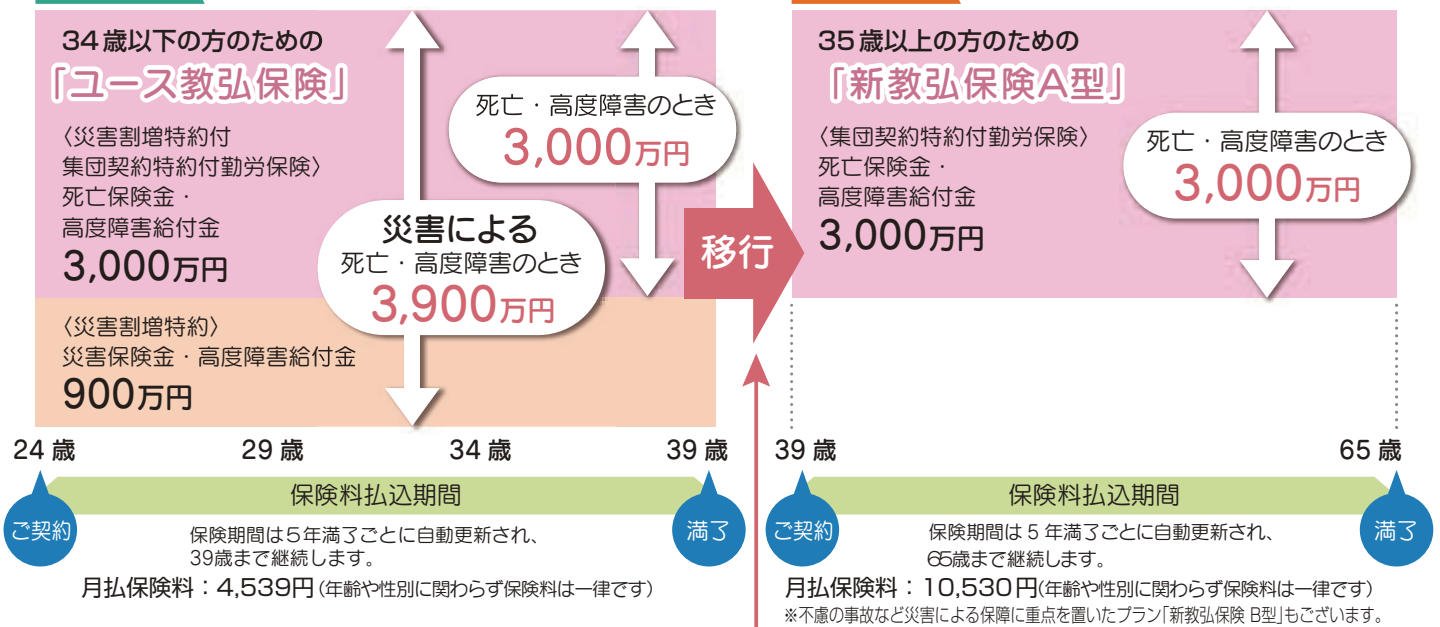 34歳以下の方のための
「ユース教弘保険」
〈災害割増特約付
集団契約特約付勤労保険〉
死亡保険金・
高度障害給付金
3,000万円
死亡・高度障害のとき
3,000万円
災害による
死亡・高度障害のとき
3,900万円
〈災害割増特約〉
災害保険金・高度障害給付金
900万円
24歳
29歳
34歳
39歳
ご契約
保険料払込期間
満了
保険期間は5年満了ごとに自動更新され、
39歳まで継続します。
月払保険料：4,539円(年齢や性別に関わらず保険料は一律です)
移行
35歳以上の方のための
「新教弘保険A型」
〈集団契約特約付勤労保険〉
死亡保険金・
高度障害給付金
3,000万円
死亡・高度障害のとき
3,000万円
39歳
65歳
ご契約
保険料払込期間
満了
保険期間は5年満了ごとに自動更新され、
65歳まで継続します。
月払保険料：10,530円(年齢や性別に関わらず保険料は一律です)
※不慮の事故など災害による保障に重点を置いたプラン「新教弘保険 B型」もございます。